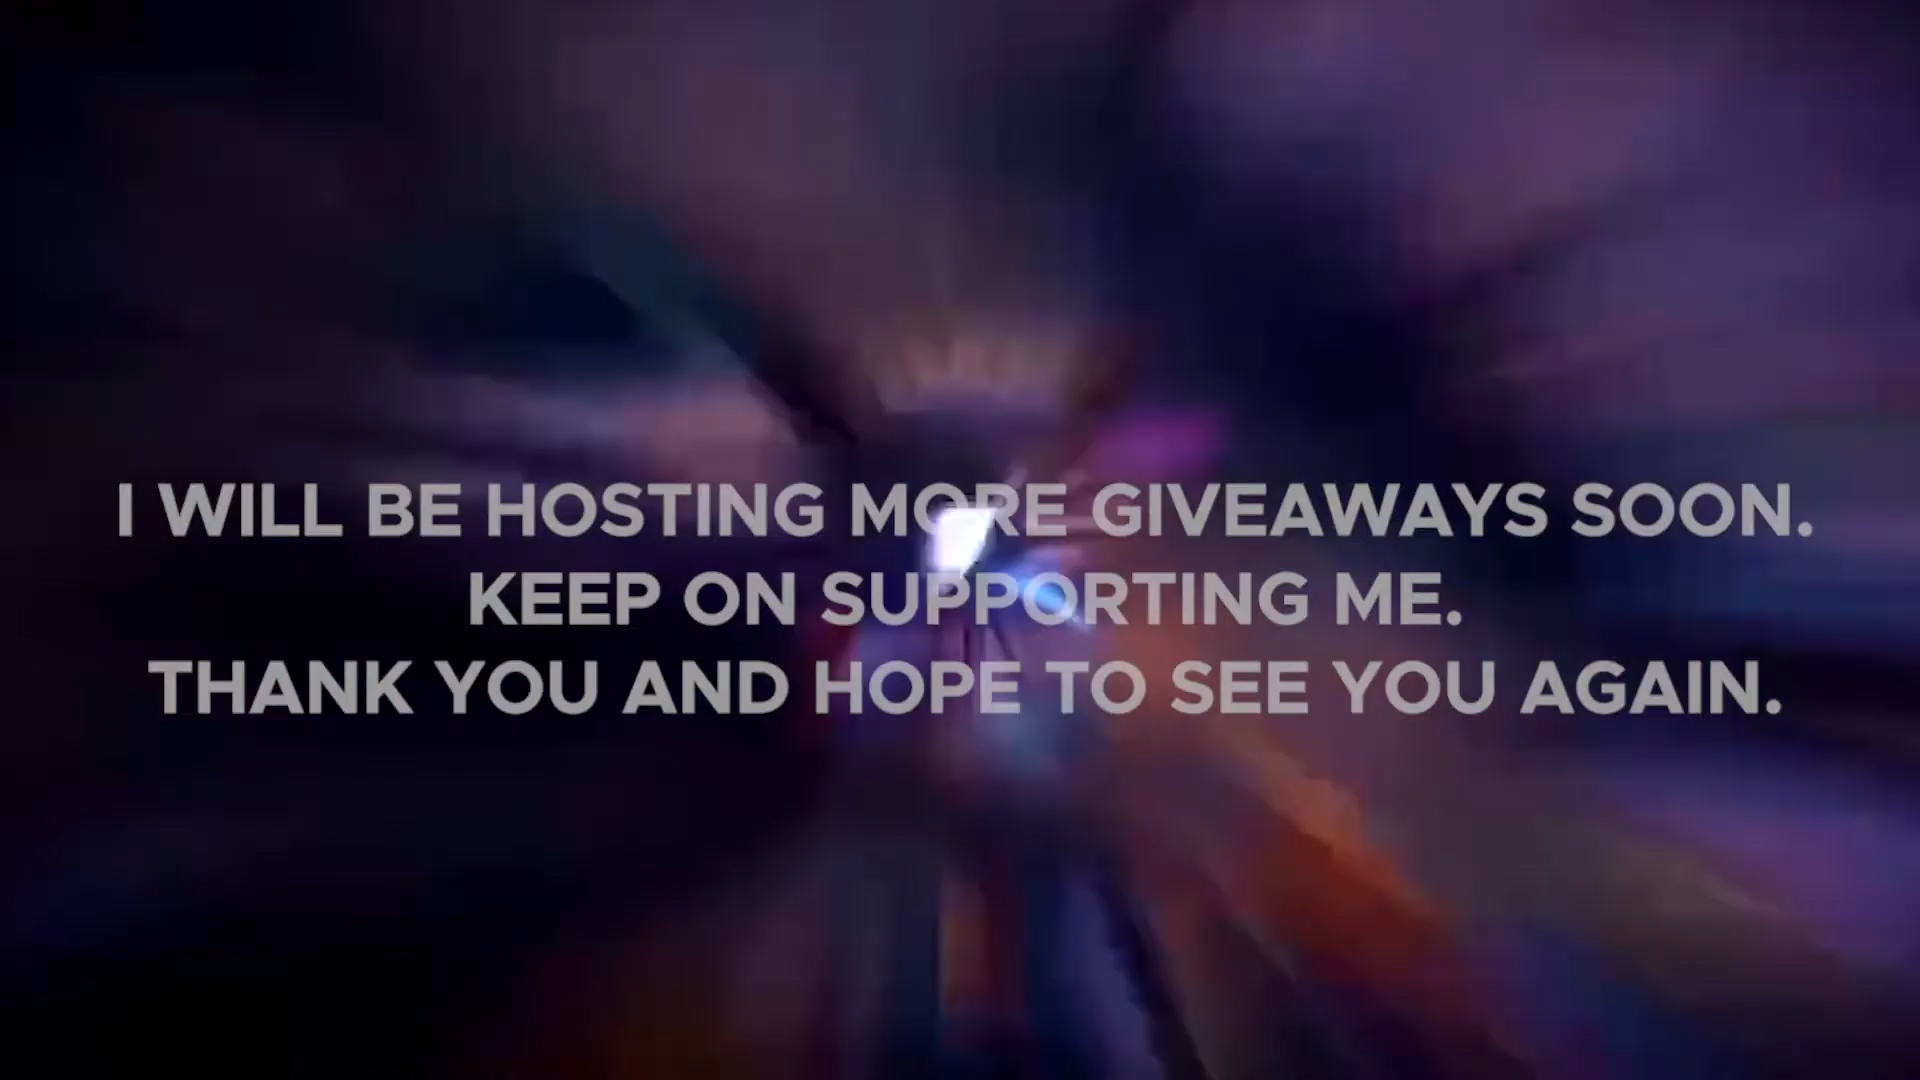 I WILL BE HOSTING MORE GIVEAWAYS SOON.
KEEP ON SUPPORTING ME.
THANK YOU AND HOPE TO SEE YOU AGAIN.